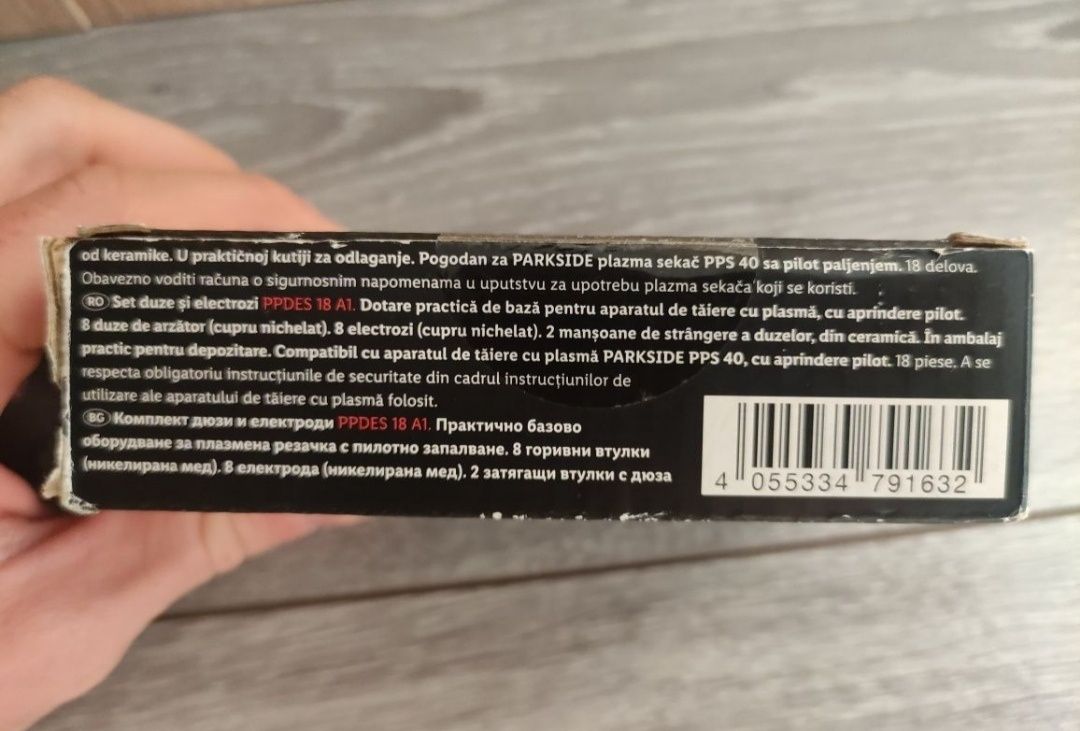 od keramike. U praktičnoj kutiji za odlaganje. Pogodan za PARKSIDE plazma sekač PPS 40 sa pilot paljenjem. 18 delova.
Obavezno voditi računa o sigurnosnim napomenama u uputstvu za upotrebu plazma sekača koji se koristi.
RO Set duze și electrozi PPDES 18 A1. Dotare practică de bază pentru aparatul de tăiere cu plasmă, cu aprindere pilot.
8 duze de arzător (cupru nichelat). 8 electrozi (cupru nichelat). 2 manșoane de strângere a duzelor, din ceramică. În ambalaj
practic pentru depozitare. Compatibil cu aparatul de tăiere cu plasmă PARKSIDE PPS 40, cu aprindere pilot. 18 piese. A se
respecta obligatoriu instrucțiunile de securitate din cadrul instrucțiunilor de
utilizare ale aparatului de tăiere cu plasmă folosit.
BG Комплект дюзи и електроди PPDES 18 A1. Практично базово
оборудване за плазмена резачка с пилотно запалване. 8 горивни втулки
(никелирана мед). 8 електрода (никелирана мед). 2 затягащи втулки с дюза
4 055334 791632